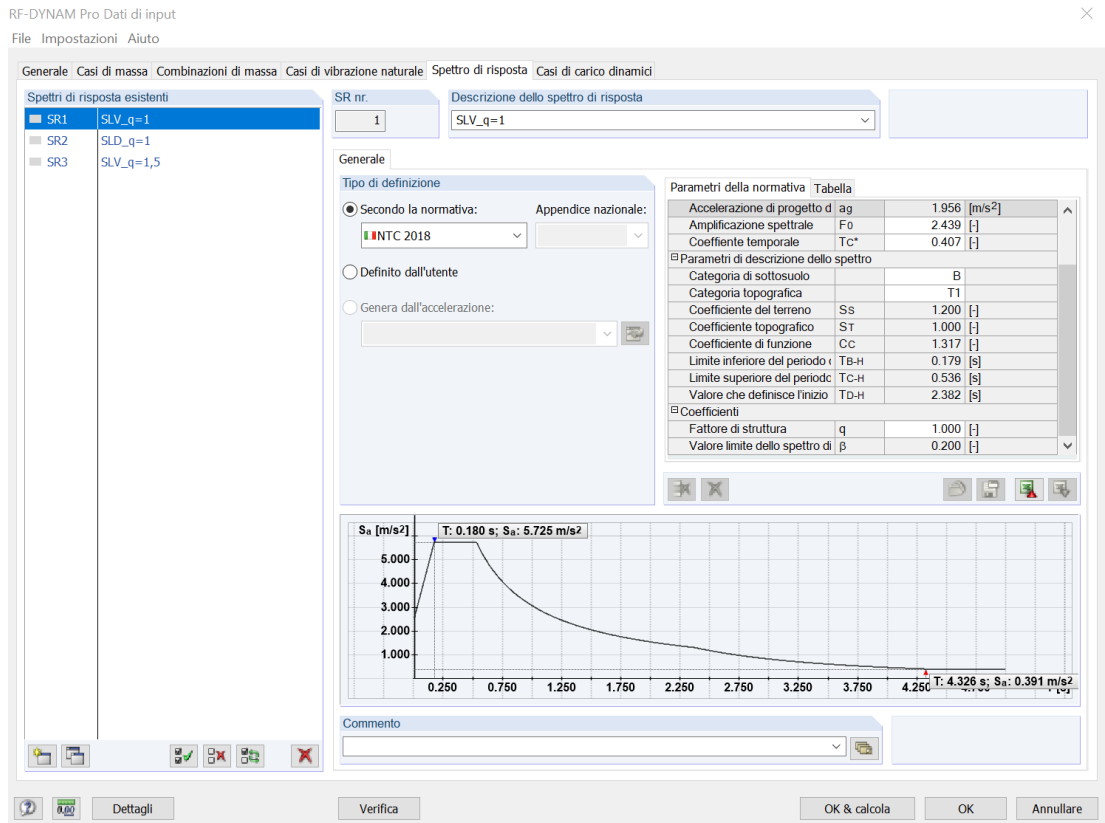 RF-DYNAM Pro Dati di input
File Impostazioni Aiuto
Generale Casi di massa Combinazioni di massa Casi di vibrazione naturale Spettro di risposta Casi di carico dinamici
Spettri di risposta esistenti
SR1 SLV_q=1
SR2 SLD_q=1
SR3 SLV_q=1,5
SR nr.
1
Descrizione dello spettro di risposta
SLV_q=1
Generale
Tipo di definizione
Secondo la normativa: Appendice nazionale:
NTC 2018
Definito dall'utente
Genera dall'accelerazione:
Parametri della normativa Tabella
Accelerazione di progetto d ag 1.956 [m/s2]
Amplificazione spettrale F0 2.439 [-]
Coeffiente temporale TC* 0.407 [-]
Parametri di descrizione dello spettro
Categoria di sottosuolo B
Categoria topografica T1
Coefficiente del terreno SS 1.200 [-]
Coefficiente topografico ST 1.000 [-]
Coefficiente di funzione CC 1.317 [-]
Limite inferiore del periodo TB-H 0.179 [s]
Limite superiore del periodo TC-H 0.536 [s]
Valore che definisce l'inizio TD-H 2.382 [s]
Coefficienti
Fattore di struttura q 1.000 [-]
Valore limite dello spettro di β 0.200 [-]
Sa [m/s2]
T: 0.180 s; Sa: 5.725 m/s2
5.000
4.000
3.000
2.000
1.000
T: 4.326 s; Sa: 0.391 m/s2
0.250 0.750 1.250 1.750 2.250 2.750 3.250 3.750 4.250
Commento
0.00
Dettagli Verifica OK & calcola OK Annullare